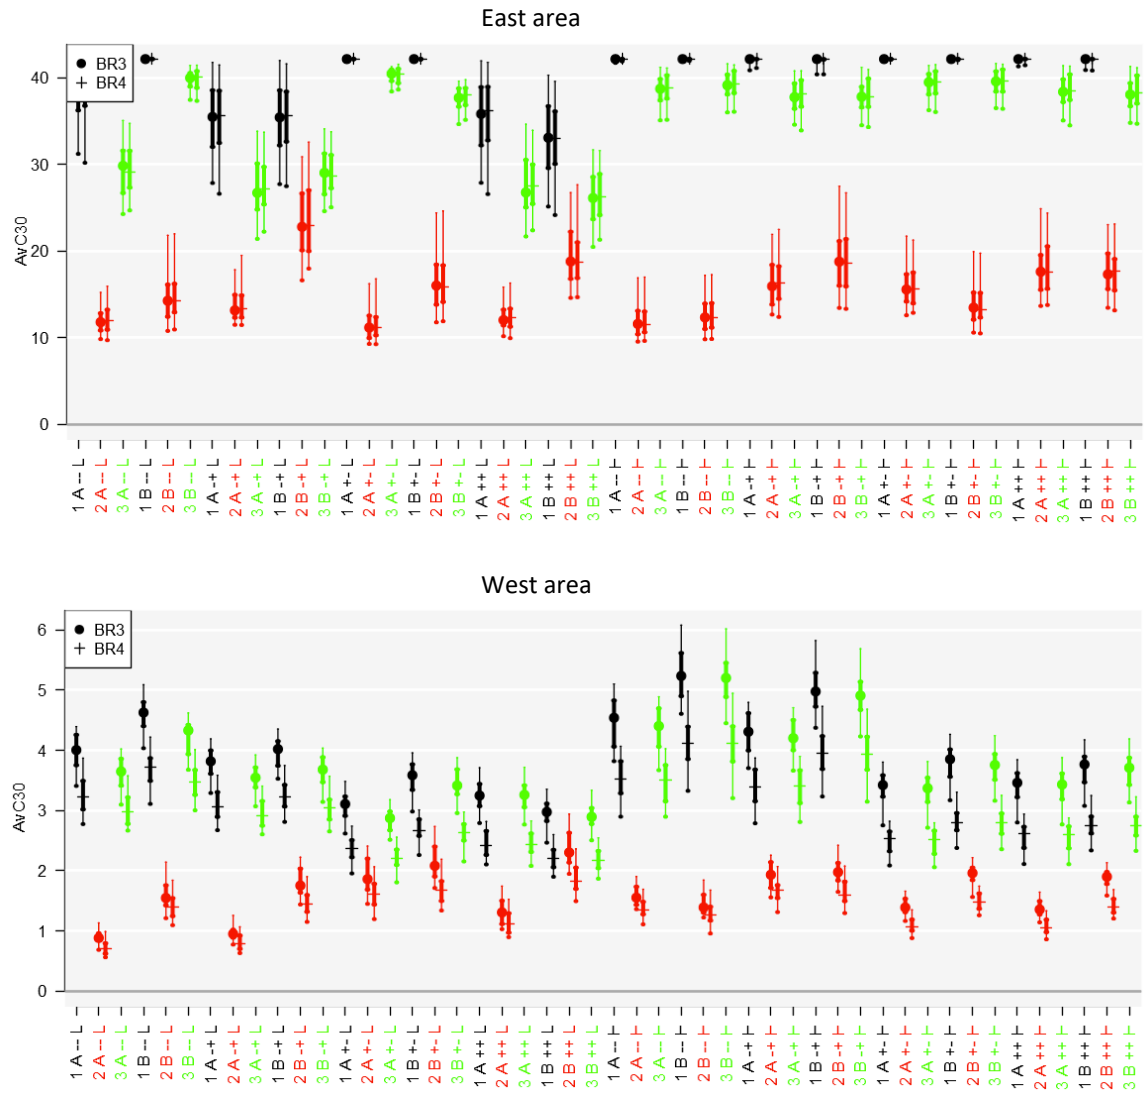 East area
BR3
BR4
AvC30
40
30
20
10
0
1 A −− L
2 A −− L
3 A −− L
1 B −− L
2 B −− L
3 B −− L
1 A −+ L
2 A −+ L
3 A −+ L
1 B −+ L
2 B −+ L
3 B −+ L
1 A +− L
2 A +− L
3 A +− L
1 B +− L
2 B +− L
3 B +− L
1 A ++ L
2 A ++ L
3 A ++ L
1 B ++ L
2 B ++ L
3 B ++ L
1 A −− H
2 A −− H
3 A −− H
1 B −− H
2 B −− H
3 B −− H
1 A −+ H
2 A −+ H
3 A −+ H
1 B −+ H
2 B −+ H
3 B −+ H
1 A +− H
2 A +− H
3 A +− H
1 B +− H
2 B +− H
3 B +− H
1 A ++ H
2 A ++ H
3 A ++ H
1 B ++ H
2 B ++ H
3 B ++ H
West area
BR3
BR4
AvC30
6
5
4
3
2
1
0
1 A −− L
2 A −− L
3 A −− L
1 B −− L
2 B −− L
3 B −− L
1 A −+ L
2 A −+ L
3 A −+ L
1 B −+ L
2 B −+ L
3 B −+ L
1 A +− L
2 A +− L
3 A +− L
1 B +− L
2 B +− L
3 B +− L
1 A ++ L
2 A ++ L
3 A ++ L
1 B ++ L
2 B ++ L
3 B ++ L
1 A −− H
2 A −− H
3 A −− H
1 B −− H
2 B −− H
3 B −− H
1 A −+ H
2 A −+ H
3 A −+ H
1 B −+ H
2 B −+ H
3 B −+ H
1 A +− H
2 A +− H
3 A +− H
1 B +− H
2 B +− H
3 B +− H
1 A ++ H
2 A ++ H
3 A ++ H
1 B ++ H
2 B ++ H
3 B ++ H